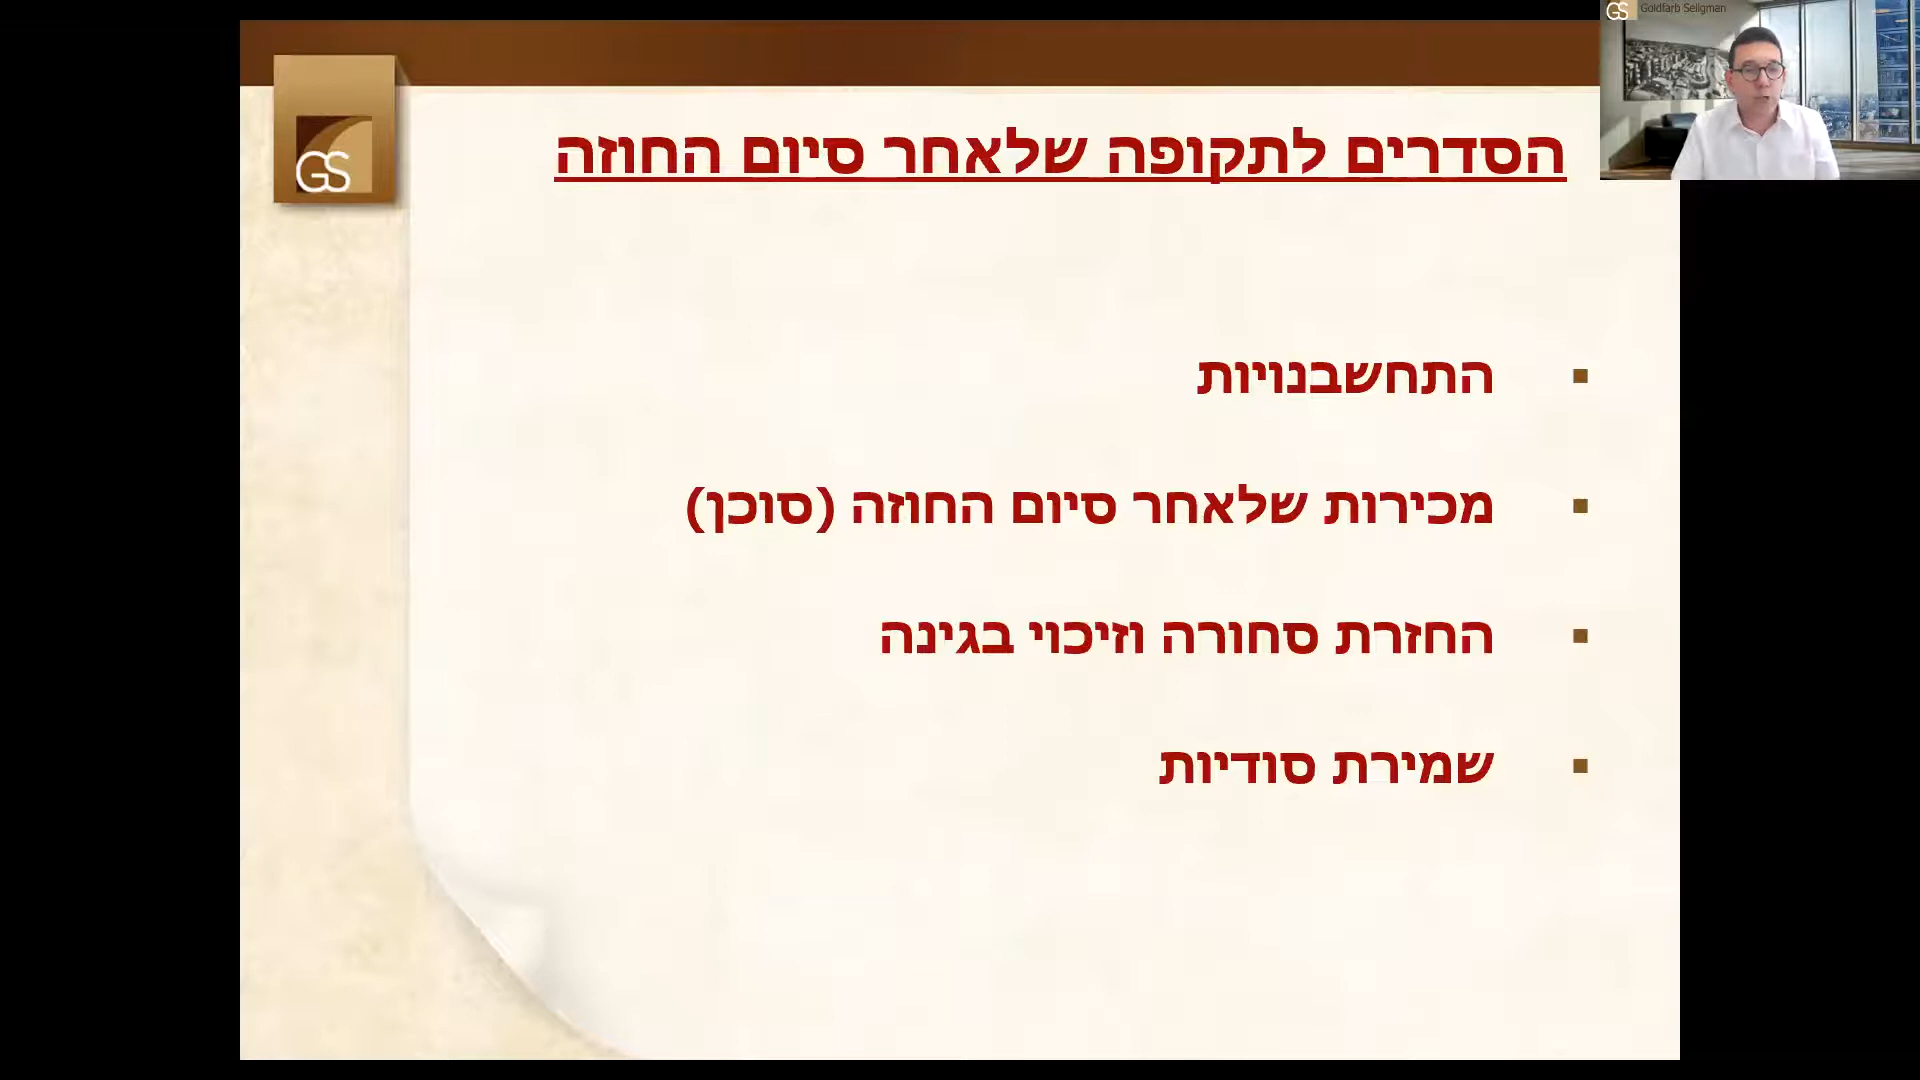 Goldfarb Seligman
GS
GS
הסדרים לתקופה שלאחר סיום החוזה
התחשבנויות
מכירות שלאחר סיום החוזה (סוכן)
החזרת סחורה וזיכוי בגינה
שמירת סודיות